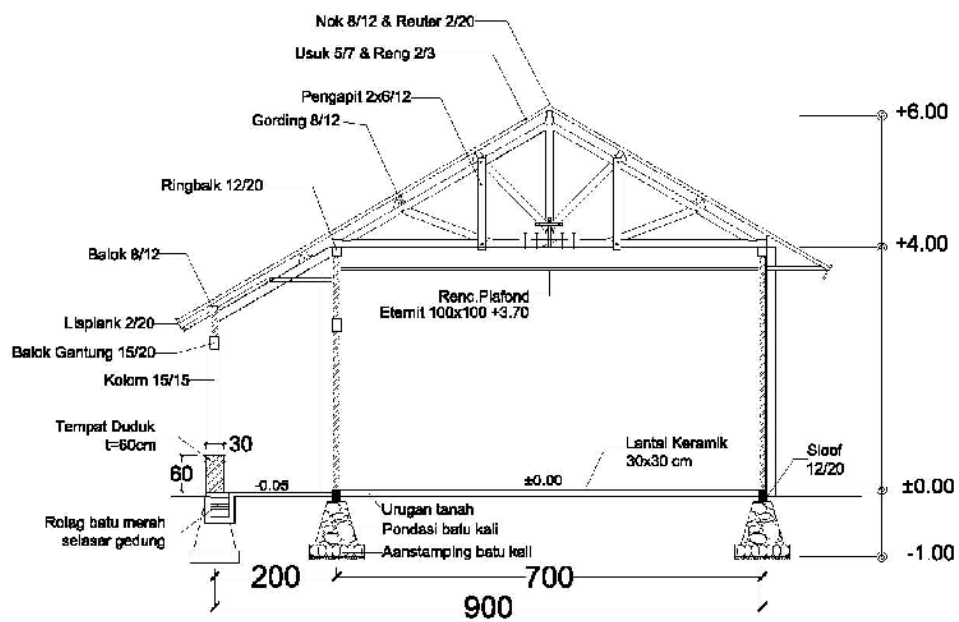 Nok 8/12 & Reuter 2/20
Usuk 5/7 & Reng 2/3
Pengapit 2x6/12
Gording 8/12
Ringbalk 12/20
Balok 8/12
Lisplank 2/20
Balok Gantung 15/20
Kolom 15/15
Tempat Duduk
t=60cm
30
60
Rolag batu merah
selasar gedung
-0.05
Renc.Plafond
Eternit 100x100 +3.70
±0.00
Lantai Keramik
30x30 cm
Sloof
12/20
Urugan tanah
Pondasi batu kali
Aanstamping batu kali
+6.00
+4.00
±0.00
-1.00
200
700
900